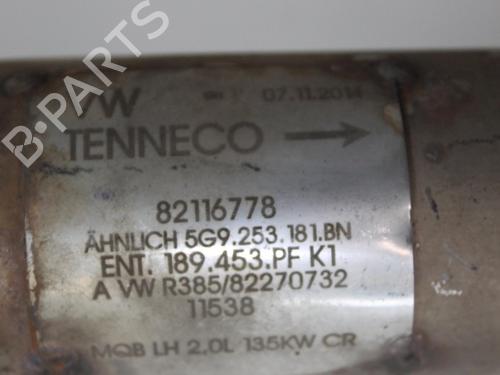 VW 07.11.2014
TENNECO
82116778
ÄHNLICH 5G9.253.181.BN
ENT. 189.453.PF K1
A VW R385/82270732
11538
MQB LH 2,0L 135KW CR
B-PARTS